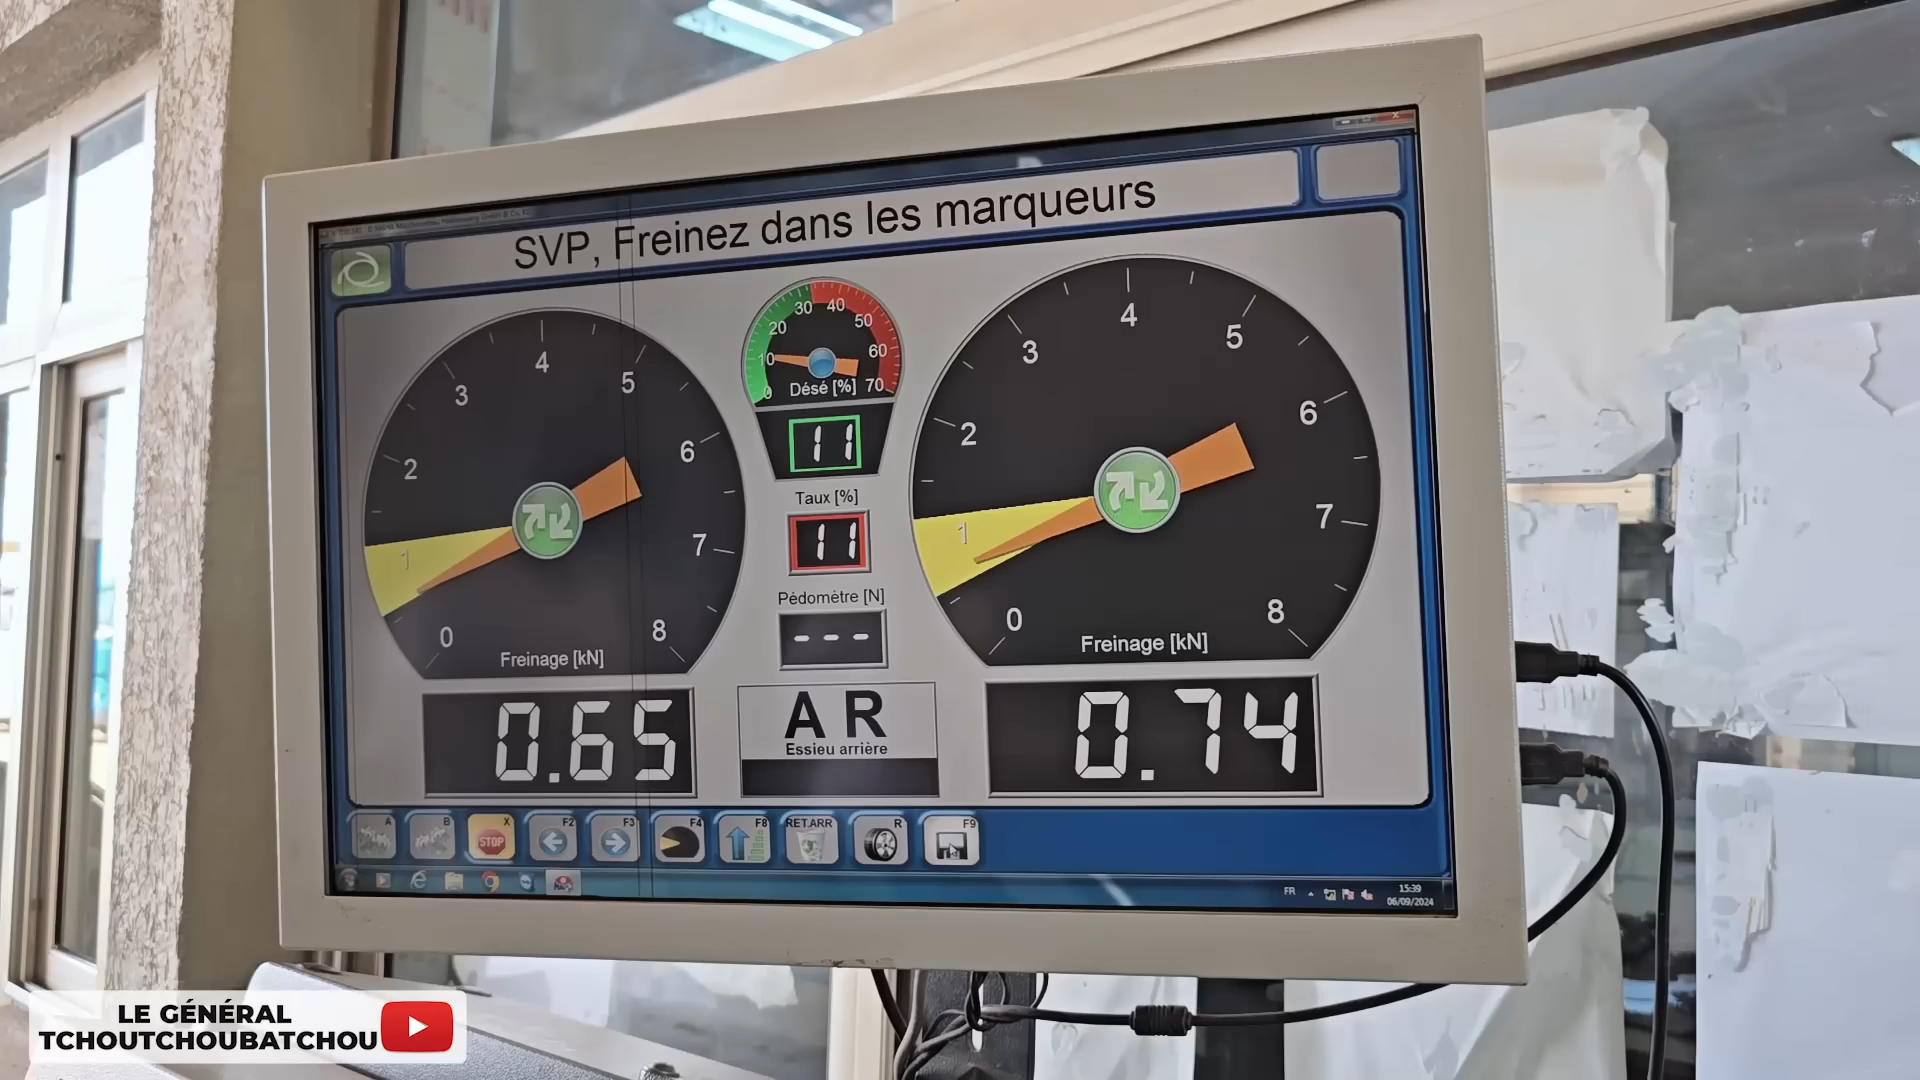 SVP, Freinez dans les marqueurs
0 1 2 3 4 5 6 7 8
Freinage [kN]
0.65
0 10 20 30 40 50 60 70
Désé [%]
11
Taux [%]
11
Pédomètre [N]
---
A R
Essieu arrière
0 1 2 3 4 5 6 7 8
Freinage [kN]
0.74
A B X F2 F3 F4 F8 RET.ARR R F9
STOP
FR
15:39
06/09/2024
LE GÉNÉRAL
TCHOUTCHOUBATCHOU